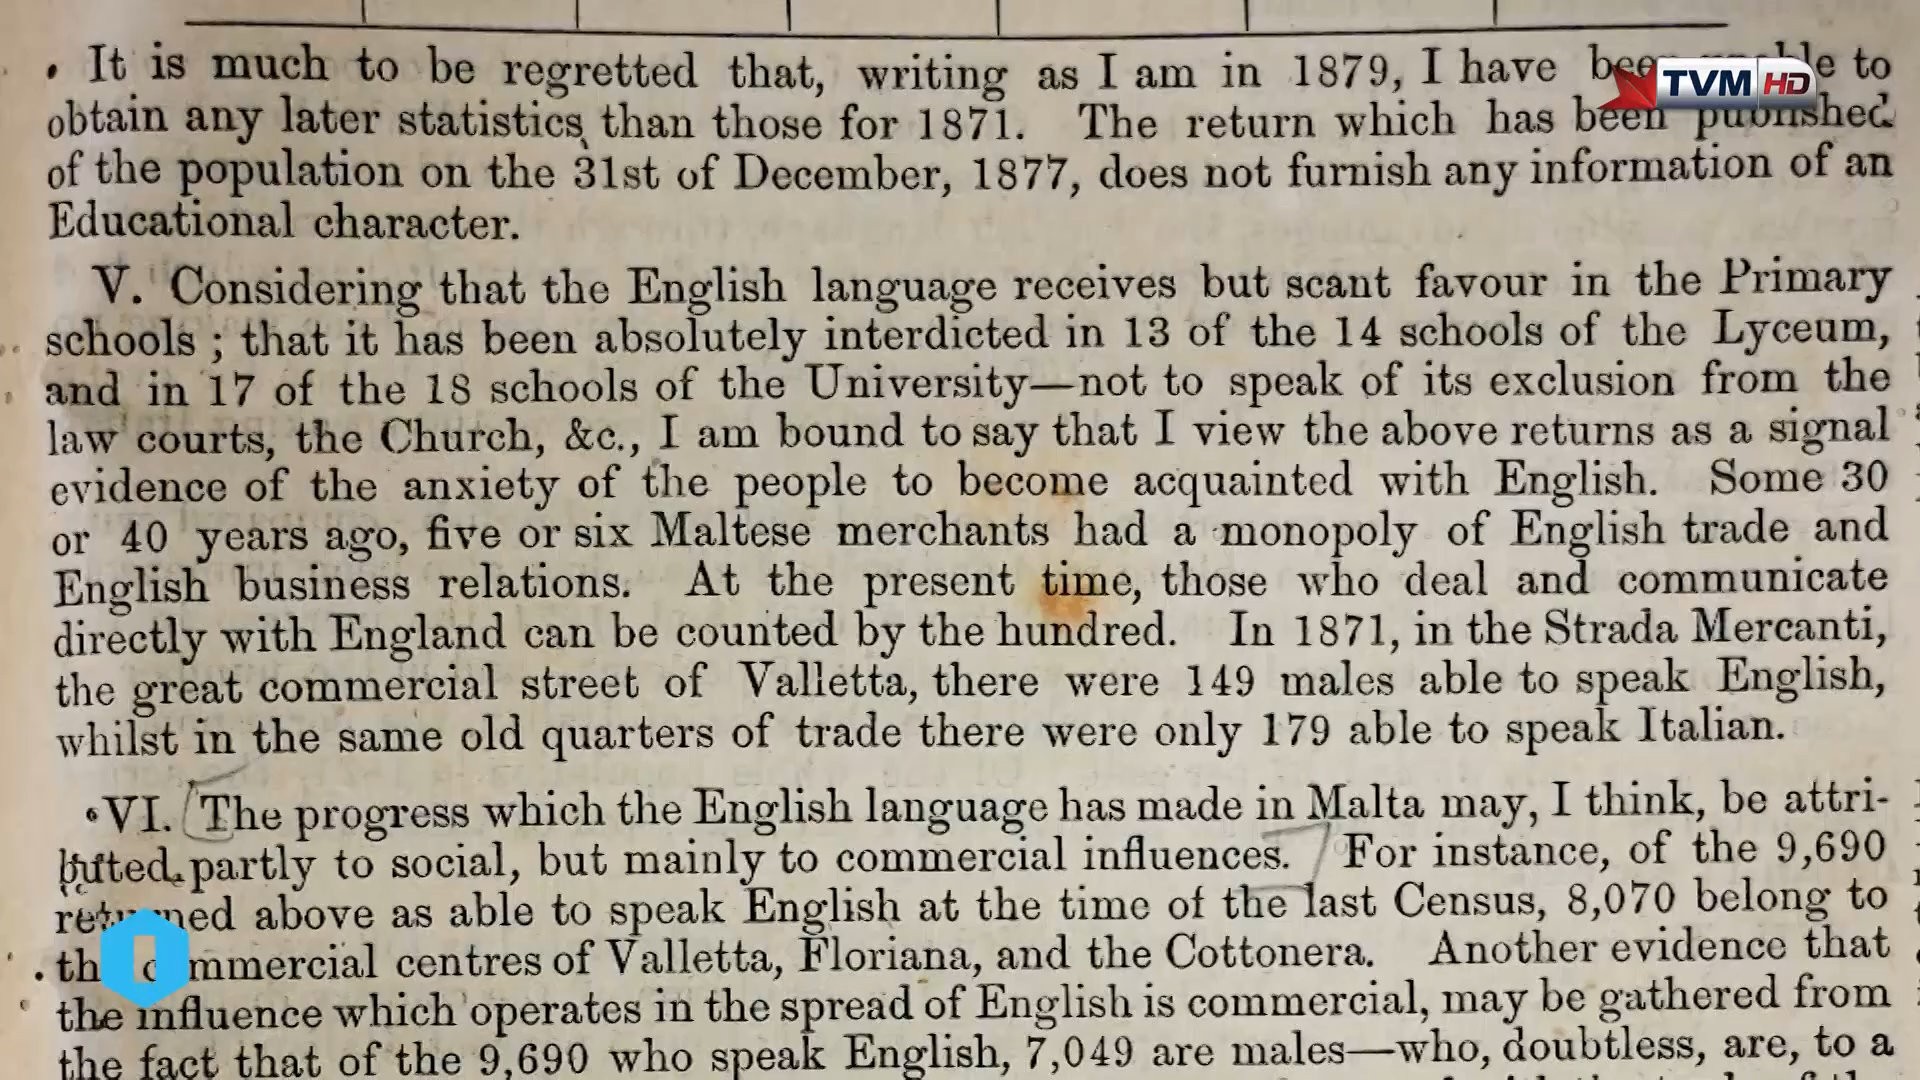 It is much to be regretted that, writing as I am in 1879, I have been unable to
TVM HD
obtain any later statistics than those for 1871. The return which has been published
of the population on the 31st of December, 1877, does not furnish any information of an
Educational character.
V. Considering that the English language receives but scant favour in the Primary
schools ; that it has been absolutely interdicted in 13 of the 14 schools of the Lyceum,
and in 17 of the 18 schools of the University—not to speak of its exclusion from the
law courts, the Church, &c., I am bound to say that I view the above returns as a signal
evidence of the anxiety of the people to become acquainted with English. Some 30
or 40 years ago, five or six Maltese merchants had a monopoly of English trade and
English business relations. At the present time, those who deal and communicate
directly with England can be counted by the hundred. In 1871, in the Strada Mercanti,
the great commercial street of Valletta, there were 149 males able to speak English,
whilst in the same old quarters of trade there were only 179 able to speak Italian.
VI. The progress which the English language has made in Malta may, I think, be attri-
buted partly to social, but mainly to commercial influences. For instance, of the 9,690
returned above as able to speak English at the time of the last Census, 8,070 belong to
the commercial centres of Valletta, Floriana, and the Cottonera. Another evidence that
the influence which operates in the spread of English is commercial, may be gathered from
the fact that of the 9,690 who speak English, 7,049 are males—who, doubtless, are, to a